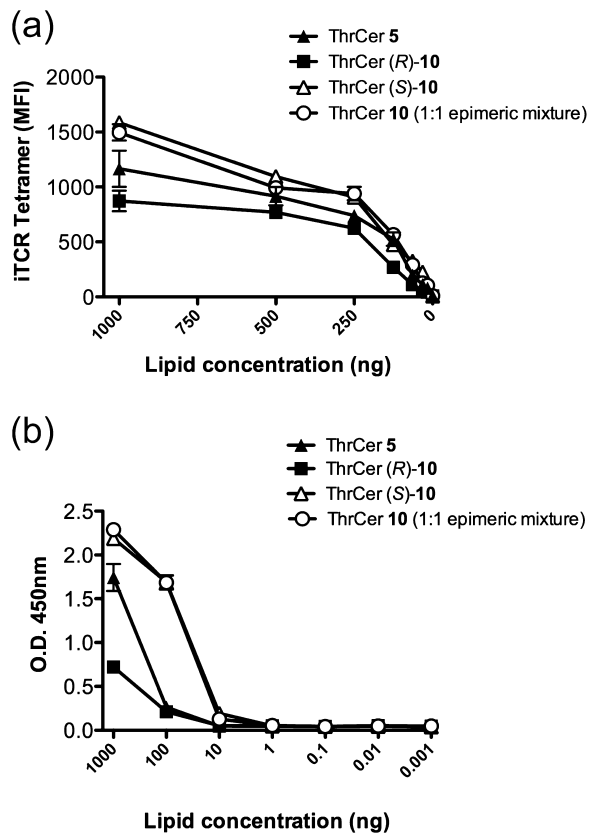 (a)
ThrCer 5
ThrCer (R)-10
ThrCer (S)-10
ThrCer 10 (1:1 epimeric mixture)
iTCR Tetramer (MFI)
2000
1500
1000
500
0
1000
750
500
250
0
Lipid concentration (ng)
(b)
ThrCer 5
ThrCer (R)-10
ThrCer (S)-10
ThrCer 10 (1:1 epimeric mixture)
O.D. 450nm
2.5
2.0
1.5
1.0
0.5
0.0
1000
100
10
1
0.1
0.01
0.001
Lipid concentration (ng)